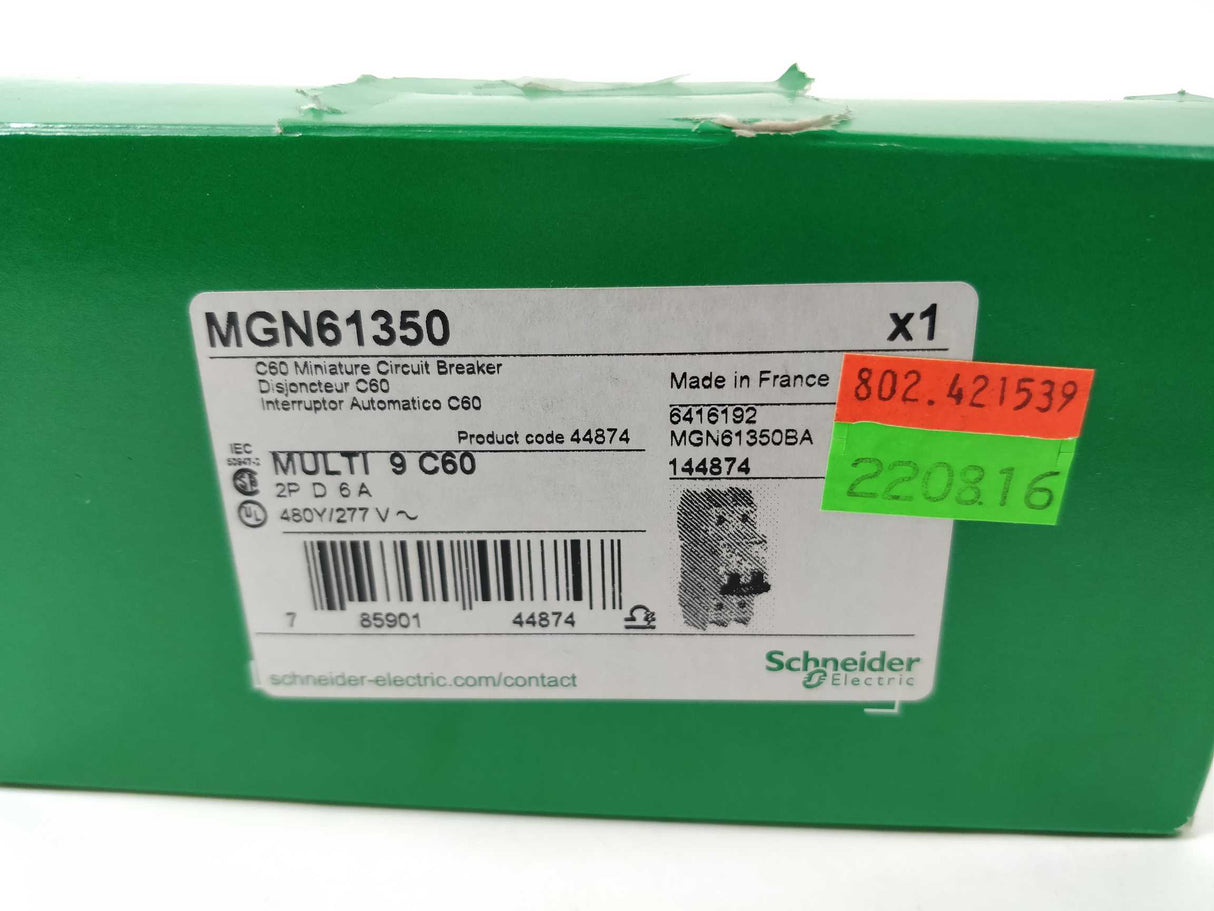 MGN61350
x1
C60 Miniature Circuit Breaker
Disjoncteur C60
Interruptor Automatico C60
Made in France
802.421539
6416192
Product code 44874
MGN61350BA
IEC
MULTI 9 C60
144874
220816
2P D 6 A
UL
480Y/277 V ~
7 85901 44874
Schneider
Electric
schneider-electric.com/contact